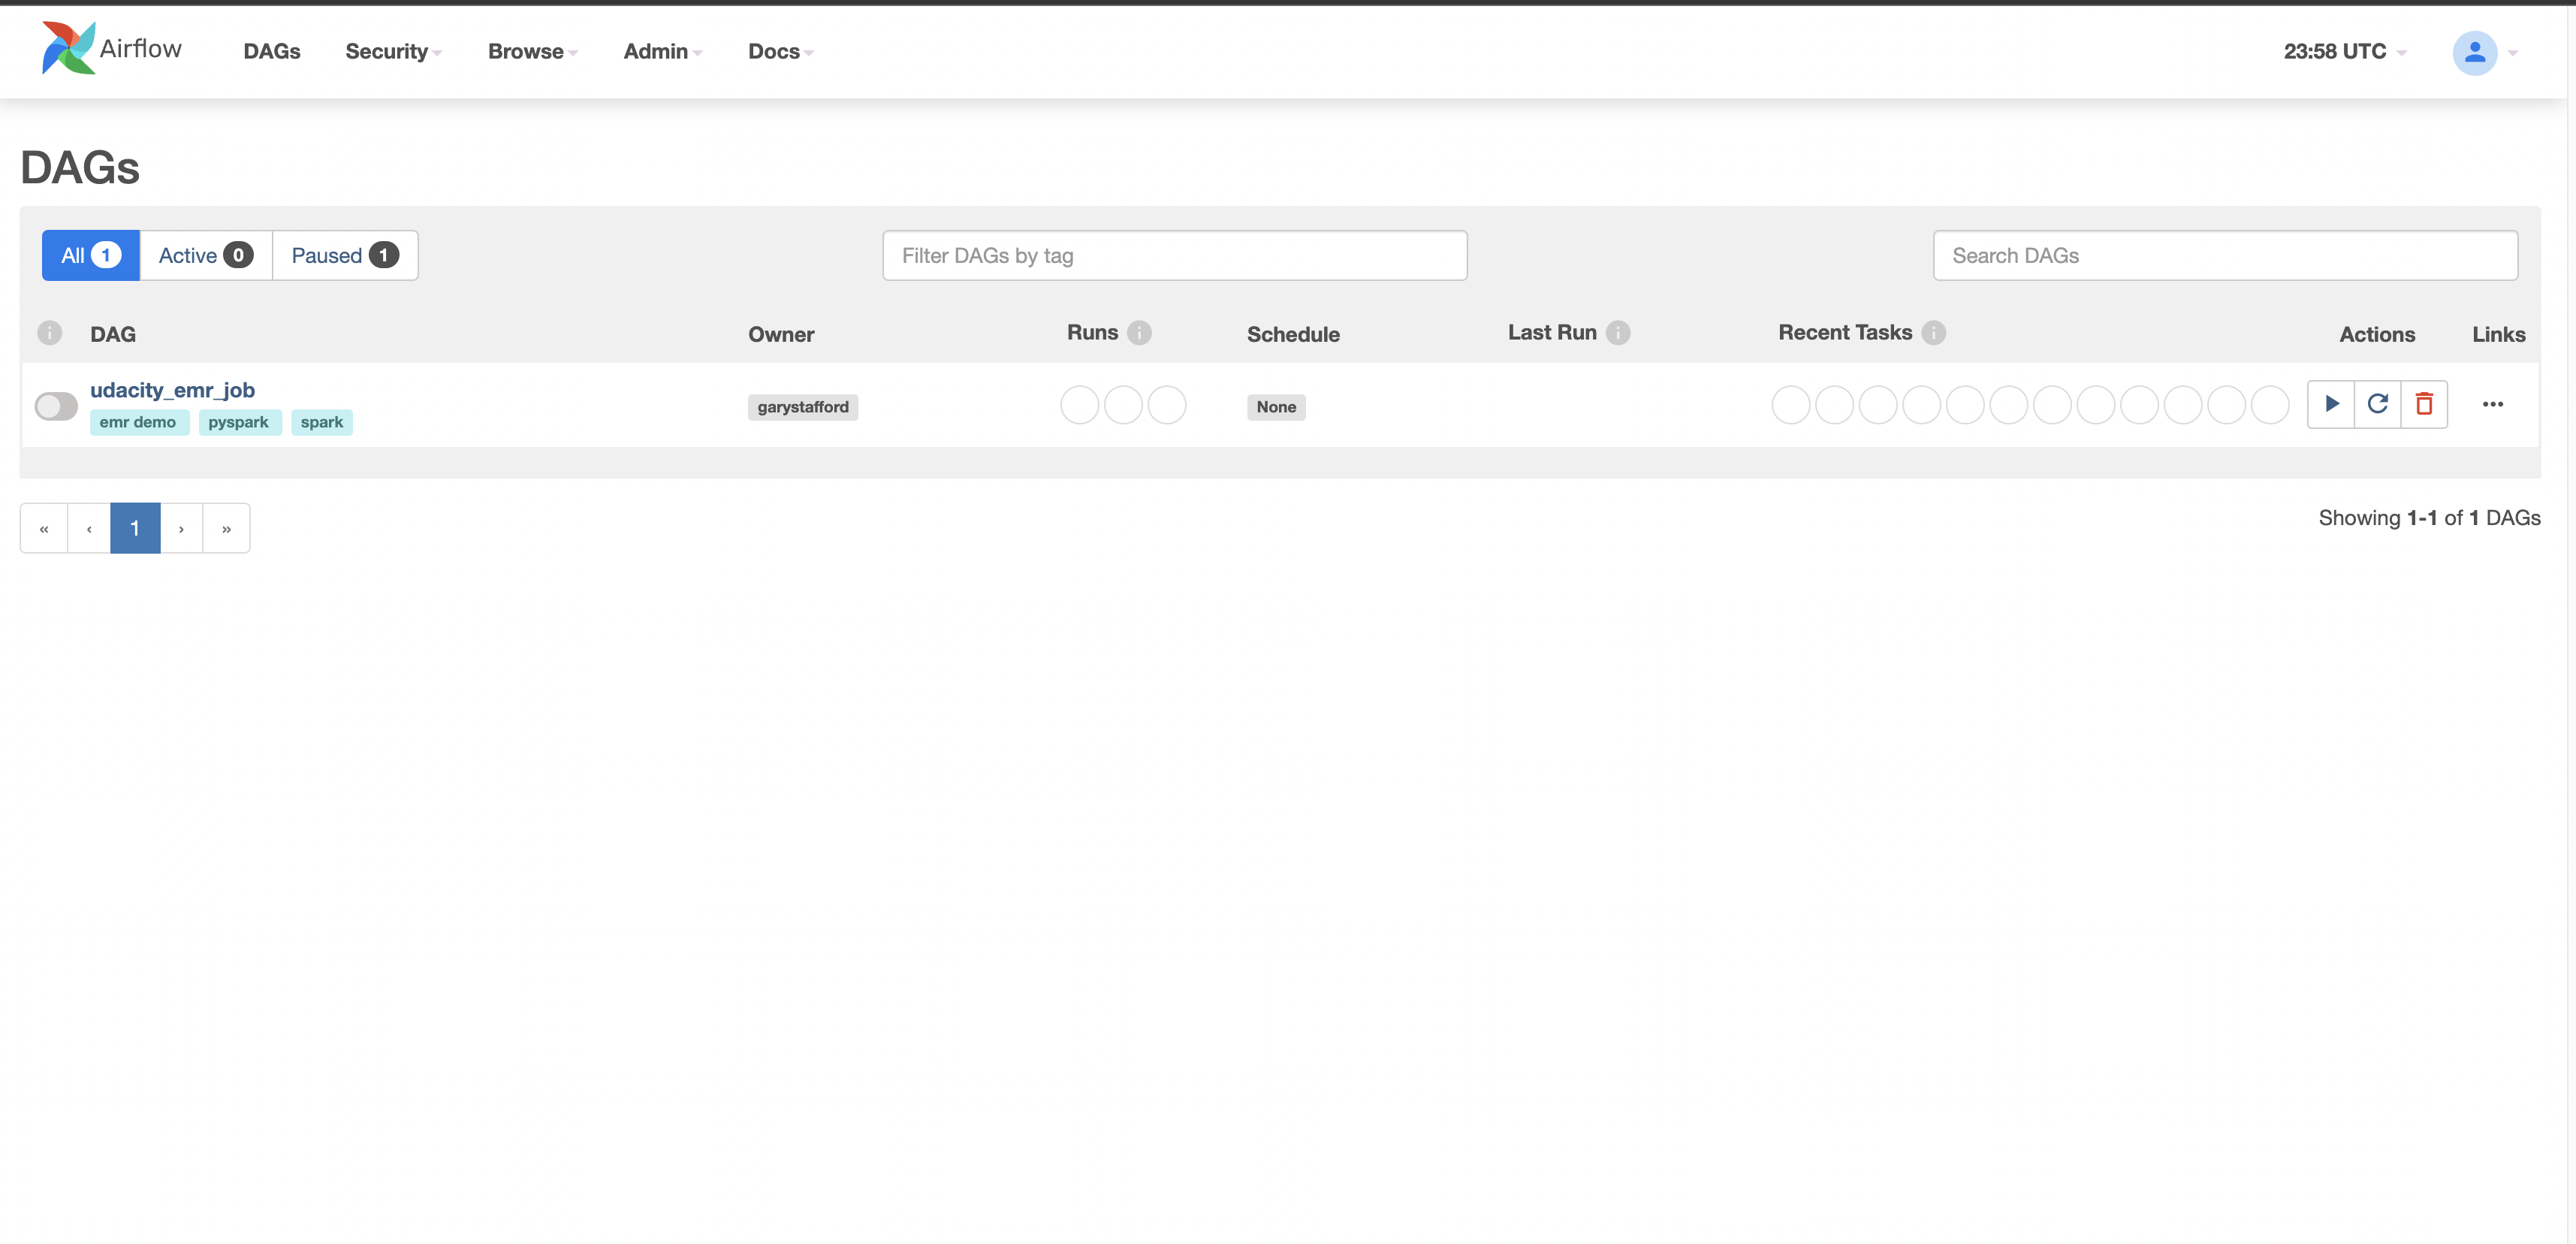 Airflow DAGs Security Browse Admin Docs 23:58 UTC
DAGs
All 1 Active 0 Paused 1 Filter DAGs by tag Search DAGs
i DAG Owner Runs i Schedule Last Run i Recent Tasks i Actions Links
udacity_emr_job
garystafford None
emr demo pyspark spark
« ‹ 1 › »
Showing 1-1 of 1 DAGs